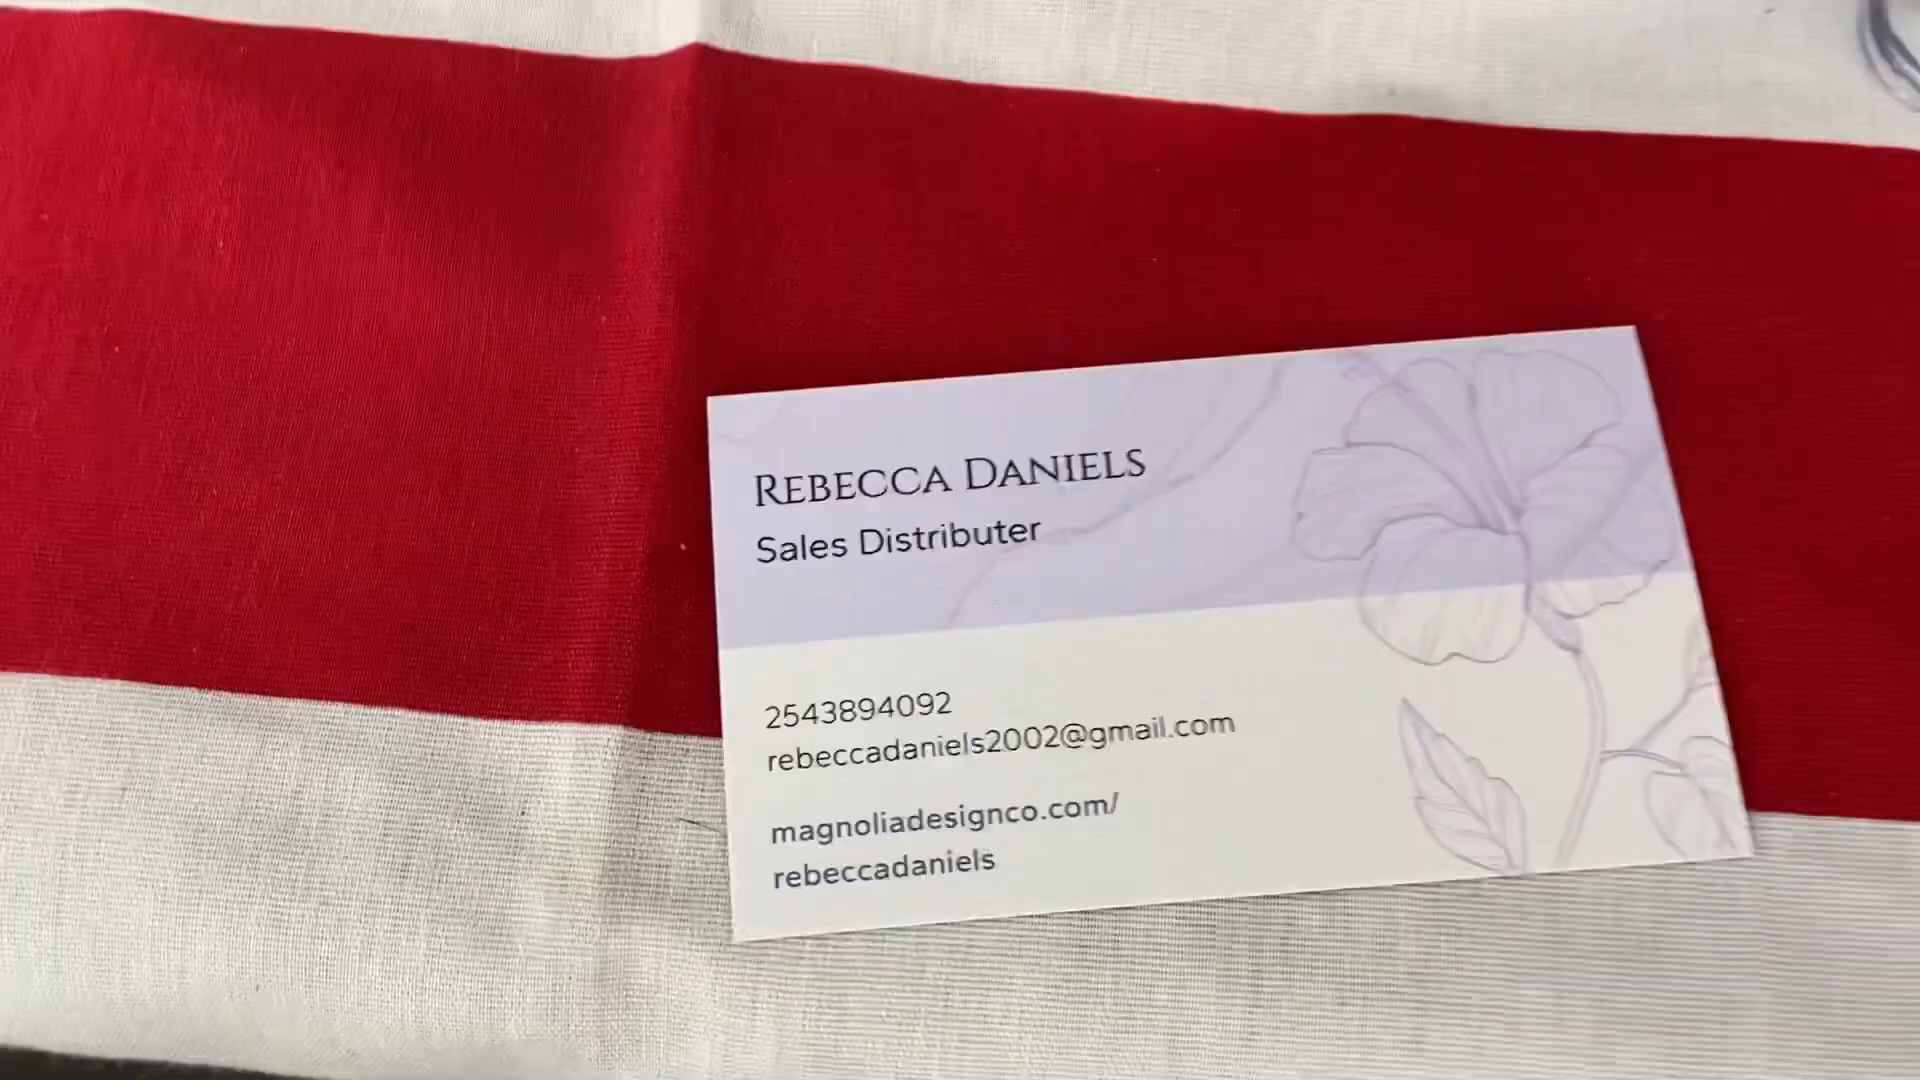 REBECCA DANIELS
Sales Distributer
2543894092
rebeccadaniels2002@gmail.com
magnoliadesignco.com/
rebeccadaniels